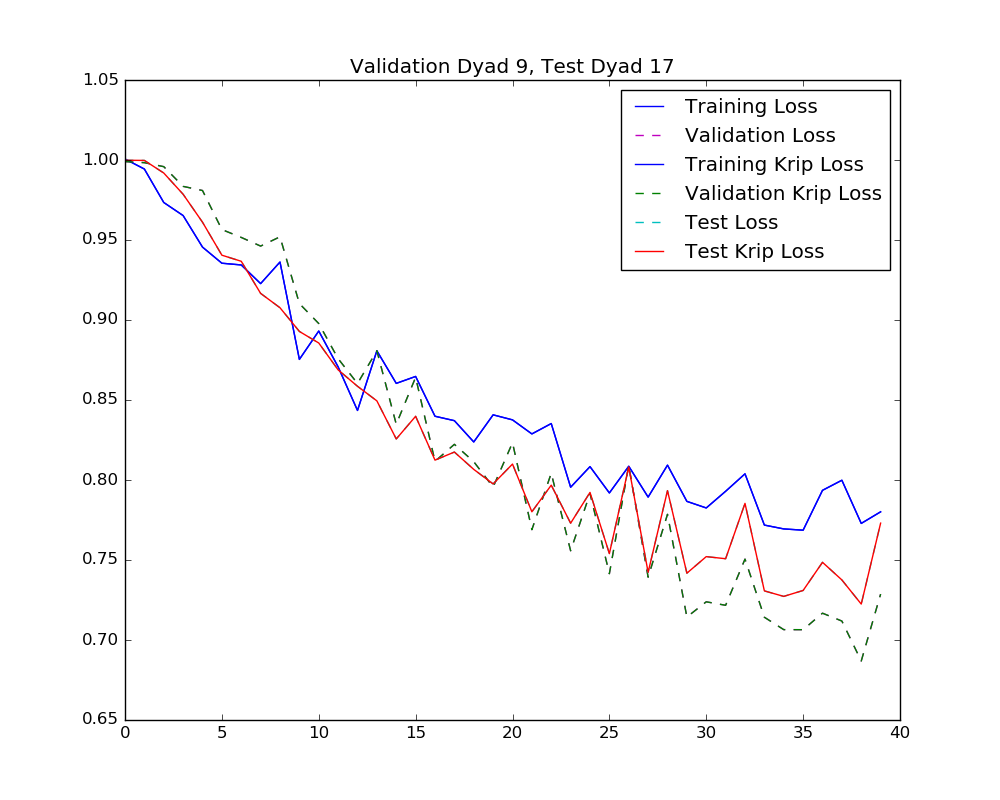 Validation Dyad 9, Test Dyad 17
1.05
1.00
0.95
0.90
0.85
0.80
0.75
0.70
0.65
0 5 10 15 20 25 30 35 40
Training Loss
Validation Loss
Training Krip Loss
Validation Krip Loss
Test Loss
Test Krip Loss